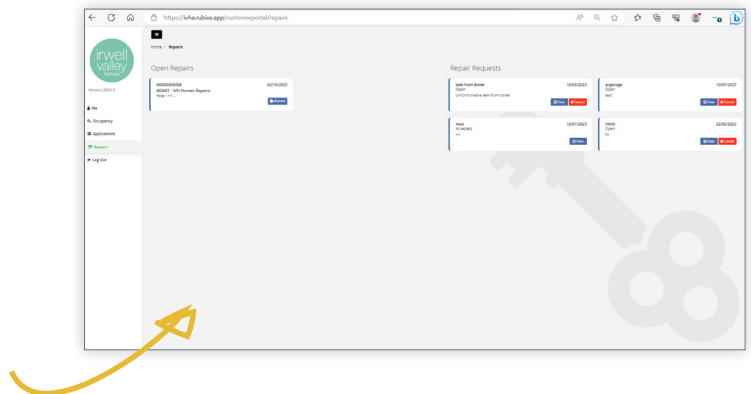 https://ivha.rubixx.app/customerportal/repairs
irwell
valley
homes
Home / Repairs
Open Repairs
Repair Requests
Version 2023.3
Me
Occupancy
Applications
Repairs
Log Out
02/10/2023
ADA01 - IVH Homes Repairs
leak from boiler
16/03/2023
Open
uncontrollable leak from boiler
View
Cancel
10/07/2023
Open
test
View
Cancel
10/07/2023
Accepted
View
22/02/2023
Open
View
Cancel